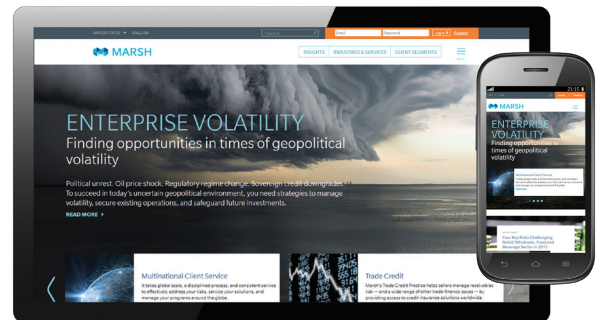 UNITED STATES ENGLISH
Search Email Password Log In Register
MARSH
INSIGHTS INDUSTRIES & SERVICES CLIENT SEGMENTS
ENTERPRISE VOLATILITY
Finding opportunities in times of geopolitical
volatility
Political unrest. Oil price shock. Regulatory regime change. Sovereign credit downgrades.
To succeed in today's uncertain geopolitical environment, you need strategies to manage
volatility, secure existing operations, and safeguard future investments.
READ MORE
Multinational Client Service
It takes global scale, a disciplined process, and consistent service
to effectively address your risks, service your solutions, and
manage your programs around the globe
Trade Credit
Marsh's Trade Credit Practice helps sellers manage receivables
risk — and a wide range of other trade finance issues — by
providing access to credit insurance solutions worldwide
21:15
MARSH
ENTERPRISE
VOLATILITY
Finding opportunities
in times of geopolitical
volatility
Multinational Client Service
Four Key Risks Challenging
Retail/Wholesale, Food and
Beverage Sector in 2015